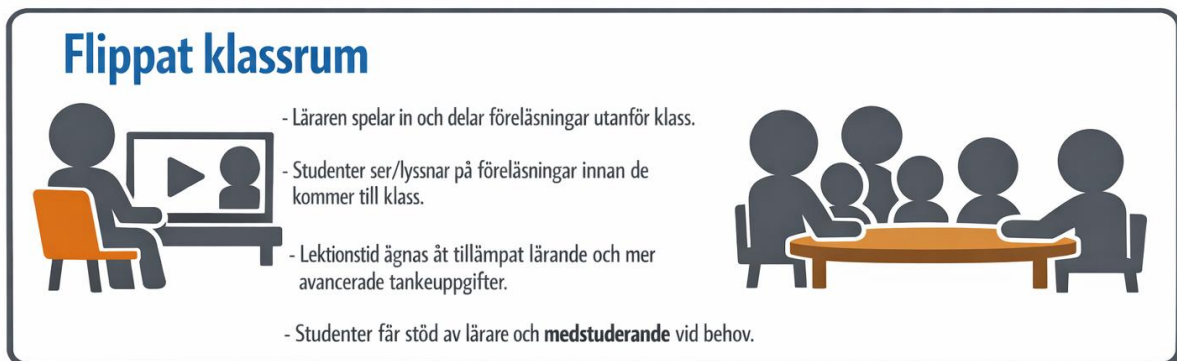 Flippat klassrum
- Läraren spelar in och delar föreläsningar utanför klass.
- Studenter ser/lyssnar på föreläsningar innan de
kommer till klass.
- Lektionstid ägnas åt tillämpat lärande och mer
avancerade tankeuppgifter.
- Studenter får stöd av lärare och medstuderande vid behov.